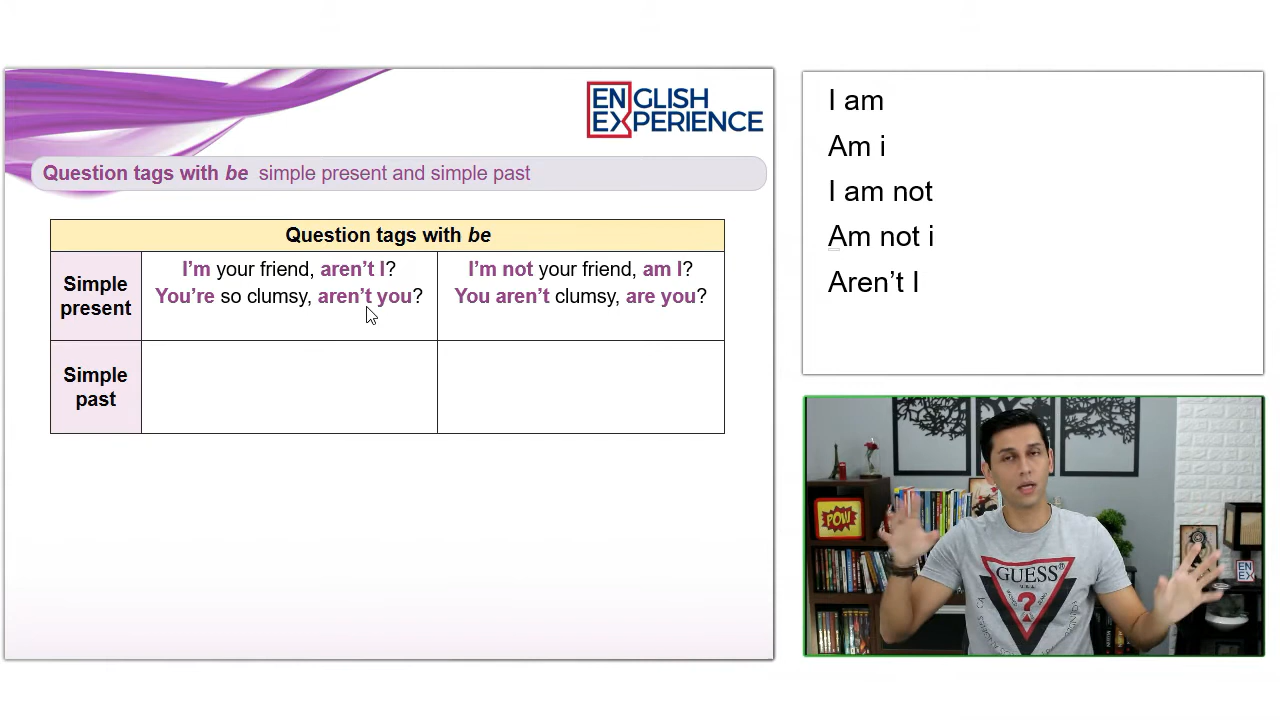 ENGLISH
EXPERIENCE
Question tags with be simple present and simple past
Question tags with be
Simple
present
I'm your friend, aren't I?
You're so clumsy, aren't you?
I'm not your friend, am I?
You aren't clumsy, are you?
Simple
past
I am
Am i
I am not
Am not i
Aren't I
POW
GUESS
U.S.A.
?
EN
EX